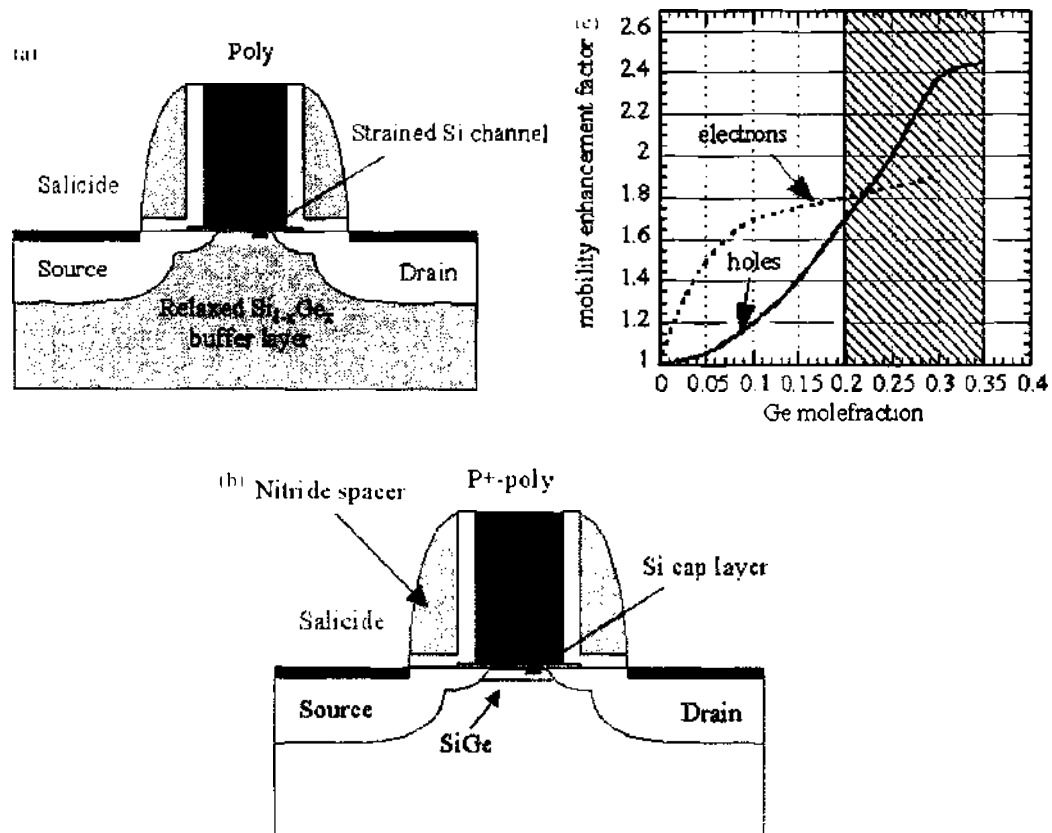 (a)
Poly
Strained Si channel
Salicide
Source
Drain
Relaxed Si1-xGex
buffer layer
(c)
mobility enhancement factor
2.6
2.4
2.2
2
1.8
1.6
1.4
1.2
1
electrons
holes
0 0.05 0.1 0.15 0.2 0.25 0.3 0.35 0.4
Ge molefraction
(b) Nitride spacer
P+-poly
Si cap layer
Salicide
Source
Drain
SiGe